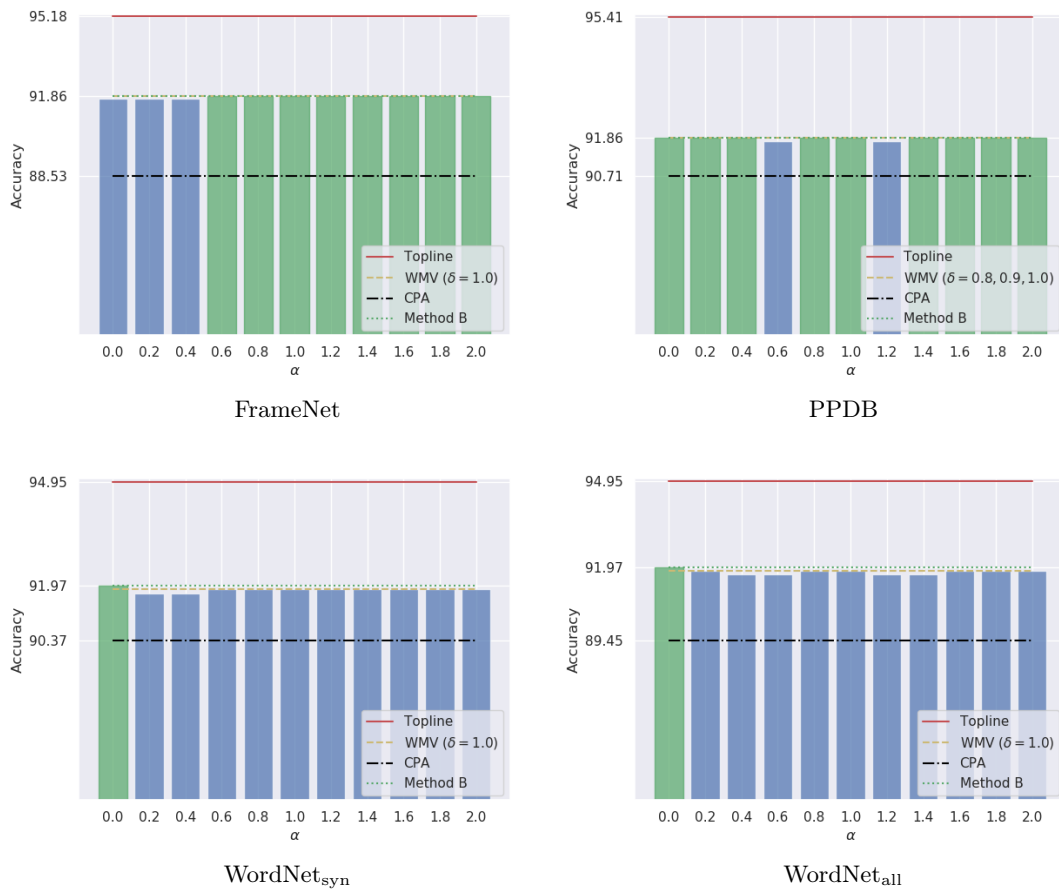 95.18
91.86
88.53
Accuracy
Topline
WMV (δ = 1.0)
CPA
Method B
0.0 0.2 0.4 0.6 0.8 1.0 1.2 1.4 1.6 1.8 2.0
α
FrameNet
95.41
91.86
90.71
Accuracy
Topline
WMV (δ = 0.8, 0.9, 1.0)
CPA
Method B
0.0 0.2 0.4 0.6 0.8 1.0 1.2 1.4 1.6 1.8 2.0
α
PPDB
94.95
91.97
90.37
Accuracy
Topline
WMV (δ = 1.0)
CPA
Method B
0.0 0.2 0.4 0.6 0.8 1.0 1.2 1.4 1.6 1.8 2.0
α
WordNetsyn
94.95
91.97
89.45
Accuracy
Topline
WMV (δ = 1.0)
CPA
Method B
0.0 0.2 0.4 0.6 0.8 1.0 1.2 1.4 1.6 1.8 2.0
α
WordNetall